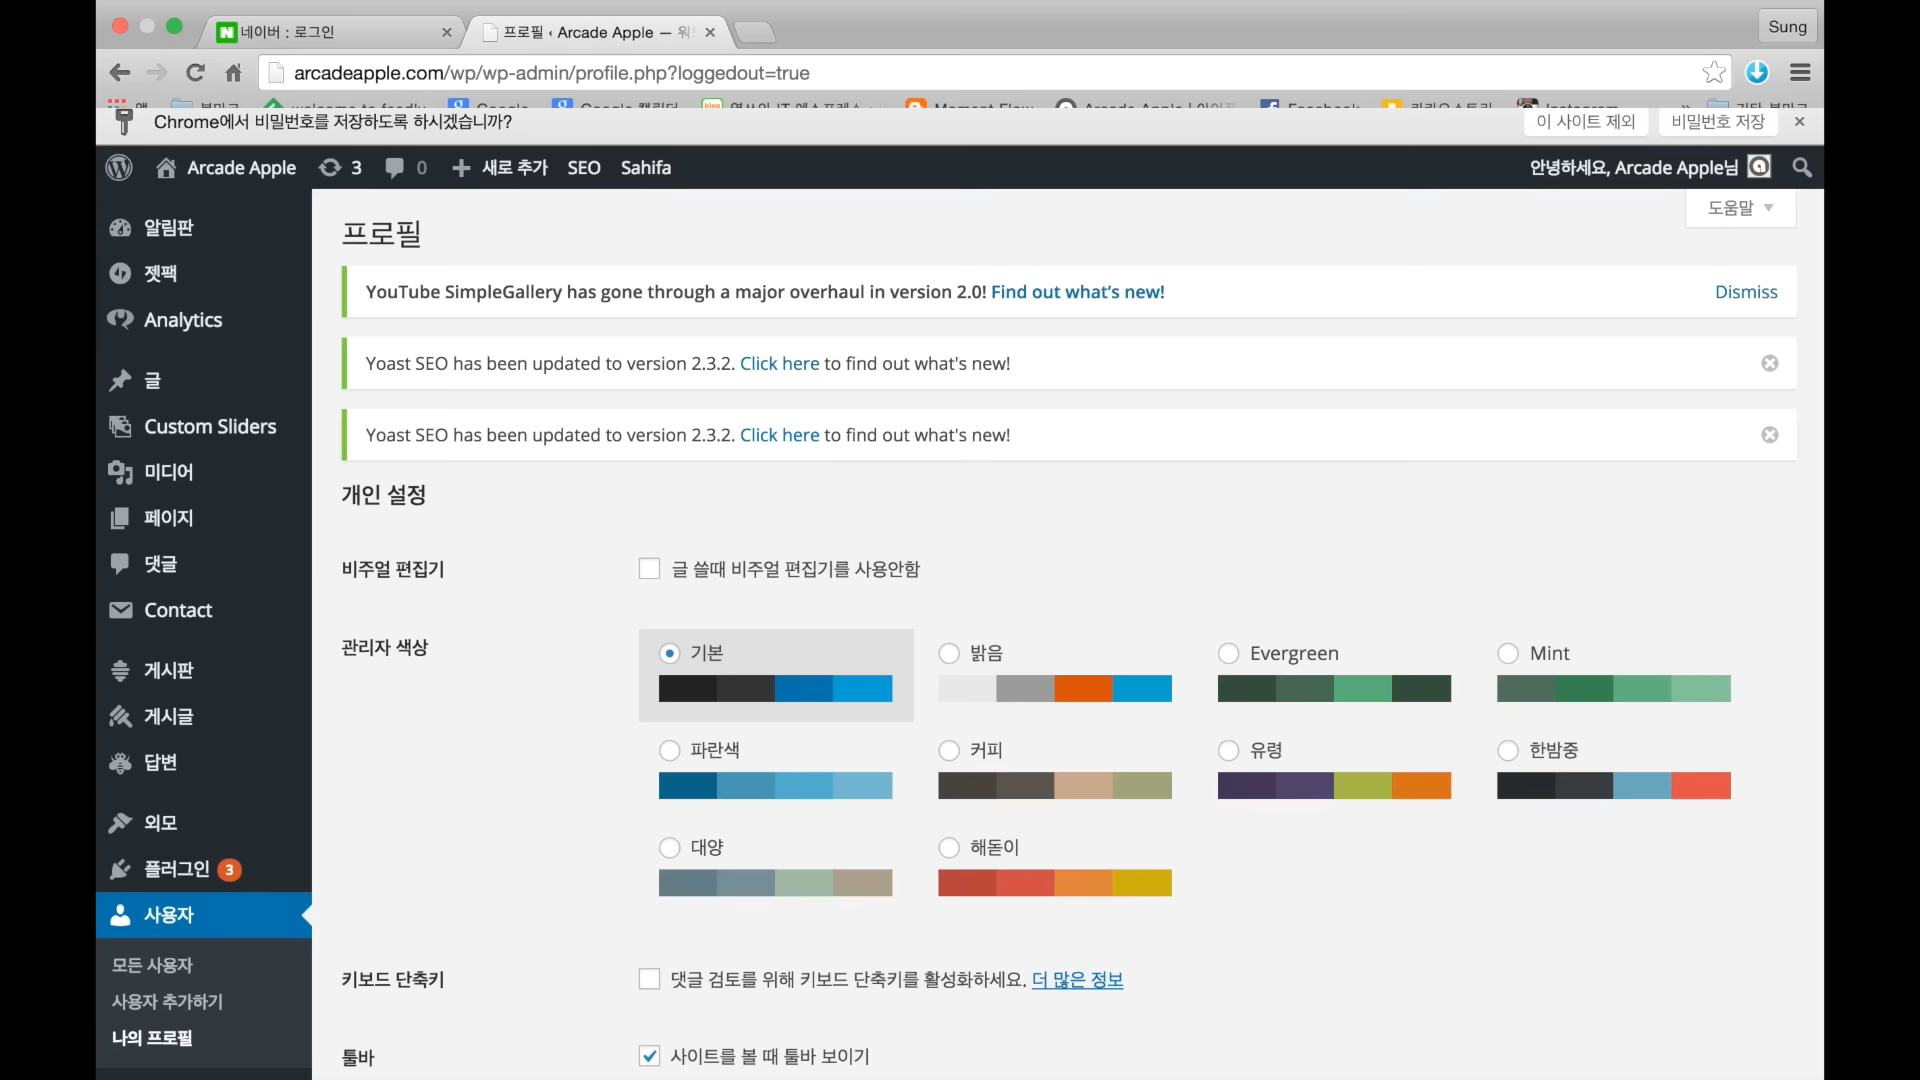 네이버 : 로그인
프로필 ‹ Arcade Apple — 워
Sung
arcadeapple.com/wp/wp-admin/profile.php?loggedout=true
Chrome에서 비밀번호를 저장하도록 하시겠습니까?
이 사이트 제외
비밀번호 저장
Arcade Apple 3 0 새로 추가 SEO Sahifa
안녕하세요, Arcade Apple님
도움말
알림판
젯팩
Analytics
글
Custom Sliders
미디어
페이지
댓글
Contact
게시판
게시글
답변
외모
플러그인 3
사용자
모든 사용자
사용자 추가하기
나의 프로필
프로필
YouTube SimpleGallery has gone through a major overhaul in version 2.0! Find out what's new! Dismiss
Yoast SEO has been updated to version 2.3.2. Click here to find out what's new!
Yoast SEO has been updated to version 2.3.2. Click here to find out what's new!
개인 설정
비주얼 편집기
글 쓸때 비주얼 편집기를 사용안함
관리자 색상
기본 밝음 Evergreen Mint
파란색 커피 유령 한밤중
대양 해돋이
키보드 단축키
댓글 검토를 위해 키보드 단축키를 활성화하세요. 더 많은 정보
툴바
사이트를 볼 때 툴바 보이기